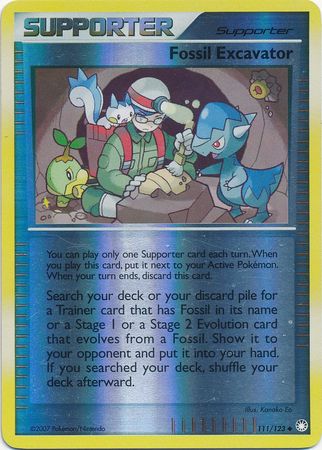 SUPPORTER Supporter
Fossil Excavator
You can play only one Supporter card each turn. When
you play this card, put it next to your Active Pokémon.
When your turn ends, discard this card.
Search your deck or your discard pile for
a Trainer card that has Fossil in its name
or a Stage 1 or a Stage 2 Evolution card
that evolves from a Fossil. Show it to
your opponent and put it into your hand.
If you searched your deck, shuffle your
deck afterward.
Illus. Kanako Eo
©2007 Pokémon/Nintendo 111/123